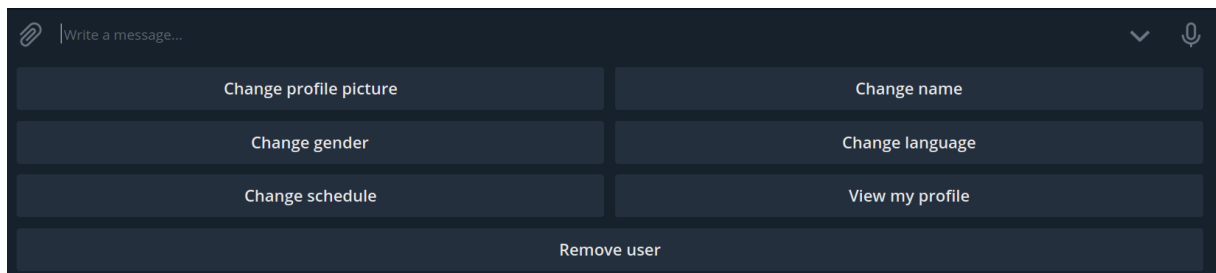 Write a message...
Change profile picture
Change name
Change gender
Change language
Change schedule
View my profile
Remove user